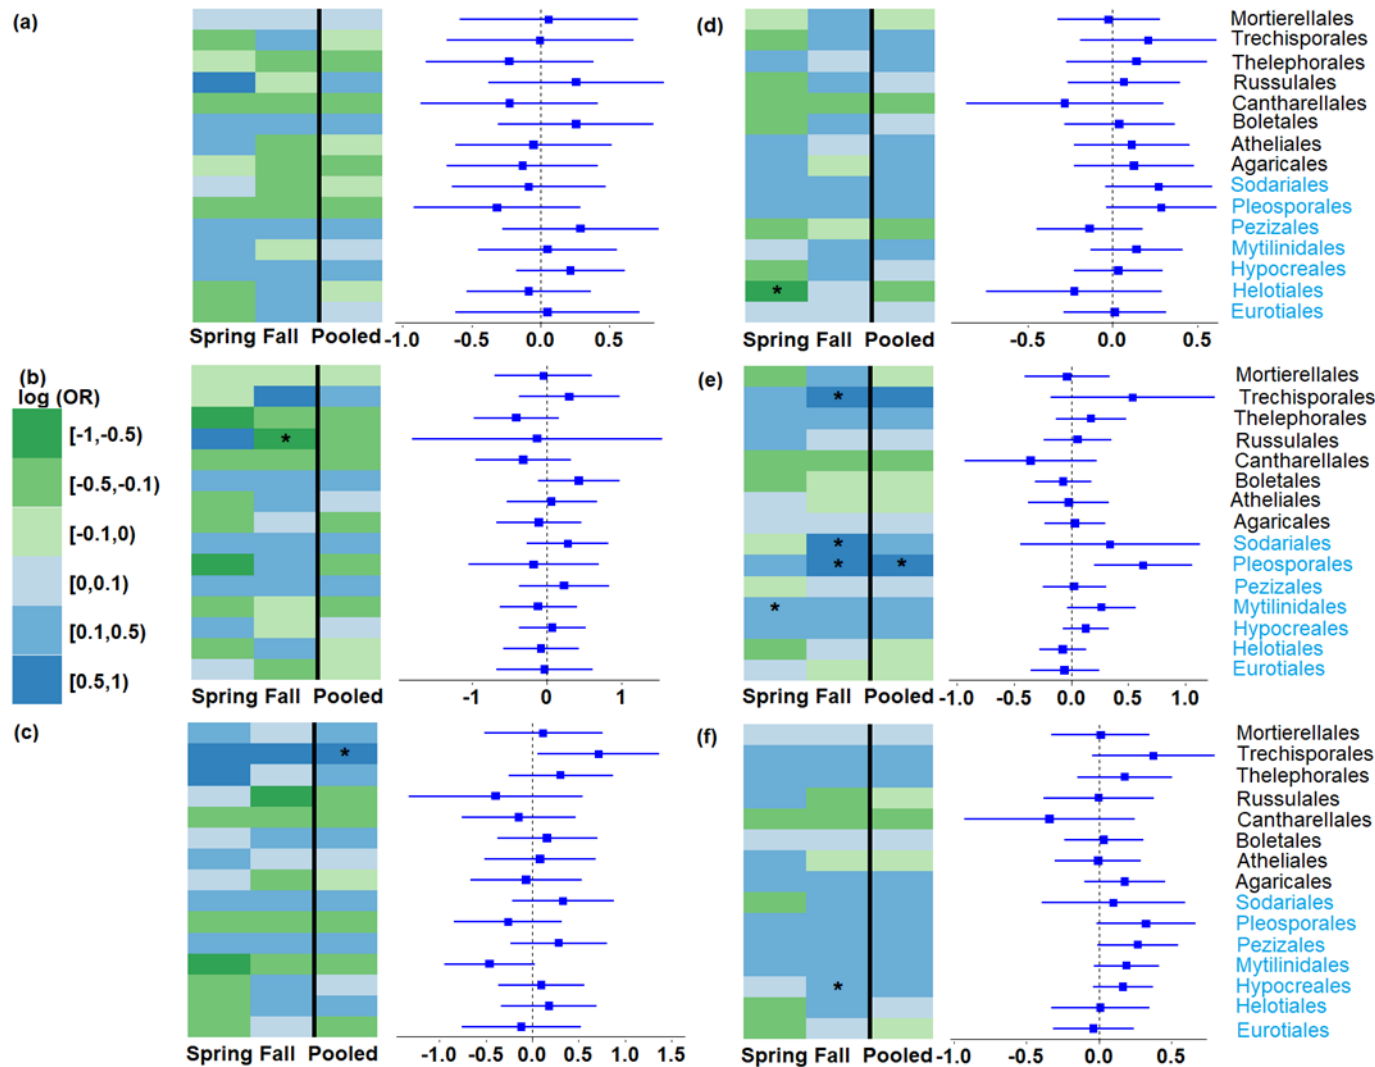 (a)
Spring Fall Pooled
-1.0 -0.5 0.0 0.5
(d)
*
Spring Fall Pooled
-0.5 0.0 0.5
Mortierellales
Trechisporales
Thelephorales
Russulales
Cantharellales
Boletales
Atheliales
Agaricales
Sodariales
Pleosporales
Pezizales
Mytilinidales
Hypocreales
Helotiales
Eurotiales
(b)
log (OR)
[-1,-0.5)
[-0.5,-0.1)
[-0.1,0)
[0,0.1)
[0.1,0.5)
[0.5,1)
*
Spring Fall Pooled
-1 0 1
(e)
*
*
* *
*
Spring Fall Pooled
-1.0 -0.5 0.0 0.5 1.0
Mortierellales
Trechisporales
Thelephorales
Russulales
Cantharellales
Boletales
Atheliales
Agaricales
Sodariales
Pleosporales
Pezizales
Mytilinidales
Hypocreales
Helotiales
Eurotiales
(c)
*
Spring Fall Pooled
-1.0 -0.5 0.0 0.5 1.0 1.5
(f)
*
Spring Fall Pooled
-0.5 0.0 0.5
Mortierellales
Trechisporales
Thelephorales
Russulales
Cantharellales
Boletales
Atheliales
Agaricales
Sodariales
Pleosporales
Pezizales
Mytilinidales
Hypocreales
Helotiales
Eurotiales